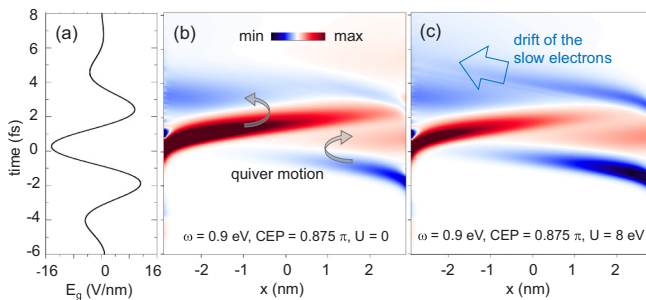 (a)
(b)
min
max
(c)
drift of the
slow electrons
8
6
4
2
0
-2
-4
-6
time (fs)
quiver motion
ω = 0.9 eV, CEP = 0.875 π, U = 0
ω = 0.9 eV, CEP = 0.875 π, U = 8 eV
-16 0 16
-2 -1 0 1 2
-2 -1 0 1 2
E_g (V/nm)
x (nm)
x (nm)